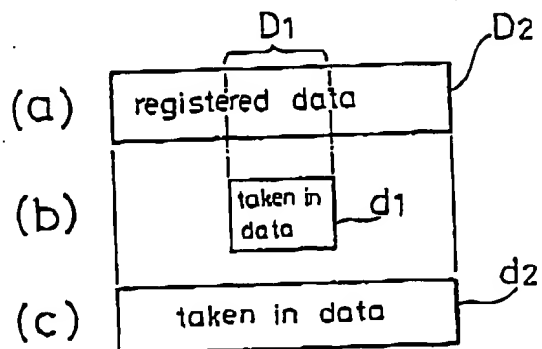 D1
D2
(a) registered data
(b) taken in
data
d1
d2
(c) taken in data